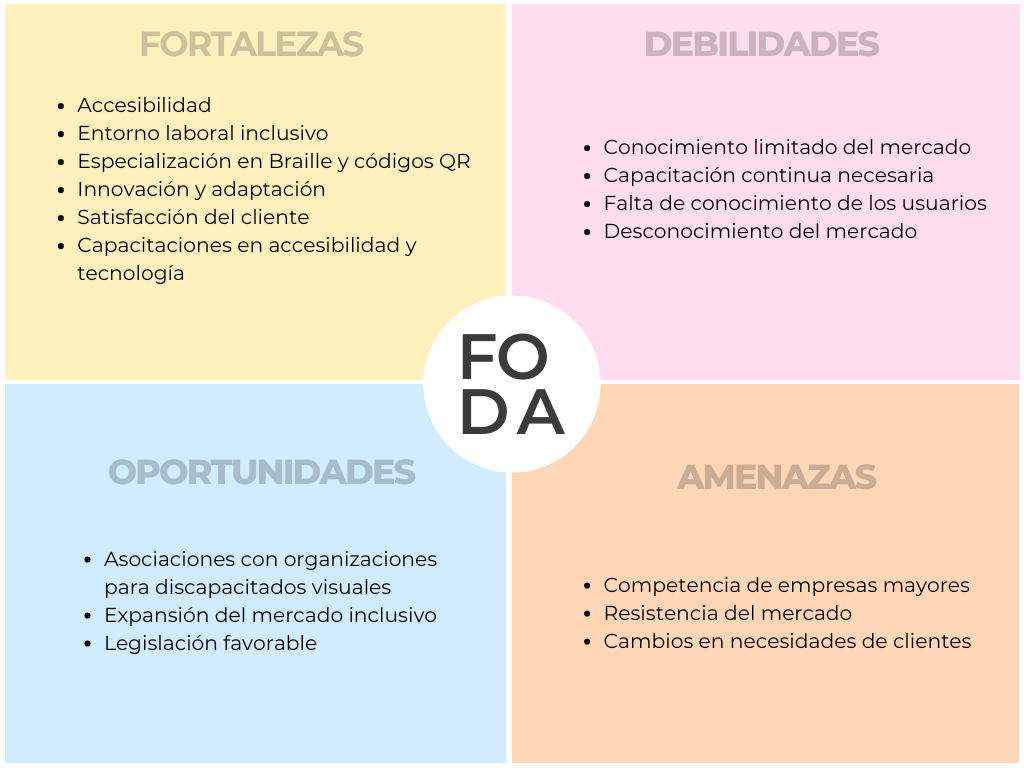 FORTALEZAS
• Accesibilidad
• Entorno laboral inclusivo
• Especialización en Braille y códigos QR
• Innovación y adaptación
• Satisfacción del cliente
• Capacitaciones en accesibilidad y
tecnología
DEBILIDADES
• Conocimiento limitado del mercado
• Capacitación continua necesaria
• Falta de conocimiento de los usuarios
• Desconocimiento del mercado
FO
DA
OPORTUNIDADES
• Asociaciones con organizaciones
para discapacitados visuales
• Expansión del mercado inclusivo
• Legislación favorable
AMENAZAS
• Competencia de empresas mayores
• Resistencia del mercado
• Cambios en necesidades de clientes